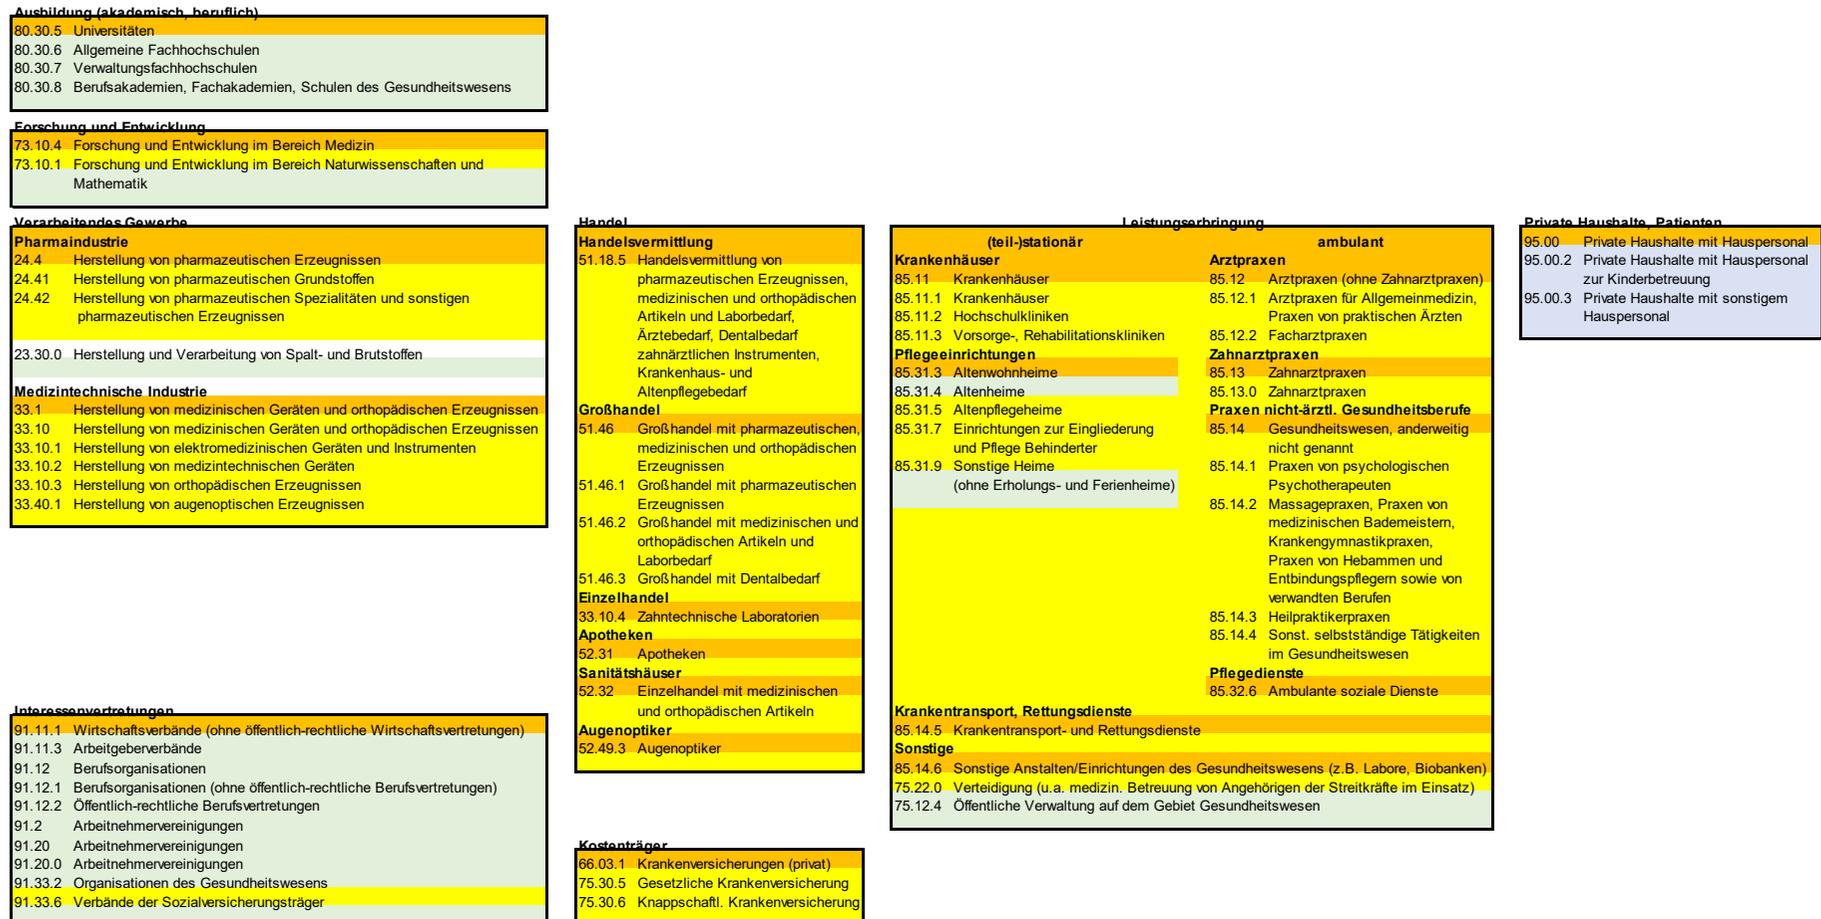 Ausbildung (akademisch, beruflich)
80.30.5 Universitäten
80.30.6 Allgemeine Fachhochschulen
80.30.7 Verwaltungsfachhochschulen
80.30.8 Berufsakademien, Fachakademien, Schulen des Gesundheitswesens
Forschung und Entwicklung
73.10.4 Forschung und Entwicklung im Bereich Medizin
73.10.1 Forschung und Entwicklung im Bereich Naturwissenschaften und
Mathematik
Verarbeitendes Gewerbe
Pharmaindustrie
24.4 Herstellung von pharmazeutischen Erzeugnissen
24.41 Herstellung von pharmazeutischen Grundstoffen
24.42 Herstellung von pharmazeutischen Spezialitäten und sonstigen
pharmazeutischen Erzeugnissen
23.30.0 Herstellung und Verarbeitung von Spalt- und Brutstoffen
Medizintechnische Industrie
33.1 Herstellung von medizinischen Geräten und orthopädischen Erzeugnissen
33.10 Herstellung von medizinischen Geräten und orthopädischen Erzeugnissen
33.10.1 Herstellung von elektromedizinischen Geräten und Instrumenten
33.10.2 Herstellung von medizintechnischen Geräten
33.10.3 Herstellung von orthopädischen Erzeugnissen
33.40.1 Herstellung von augenoptischen Erzeugnissen
Interessenvertretungen
91.11.1 Wirtschaftsverbände (ohne öffentlich-rechtliche Wirtschaftsvertretungen)
91.11.3 Arbeitgeberverbände
91.12 Berufsorganisationen
91.12.1 Berufsorganisationen (ohne öffentlich-rechtliche Berufsvertretungen)
91.12.2 Öffentlich-rechtliche Berufsvertretungen
91.2 Arbeitnehmervereinigungen
91.20 Arbeitnehmervereinigungen
91.20.0 Arbeitnehmervereinigungen
91.33.2 Organisationen des Gesundheitswesens
91.33.6 Verbände der Sozialversicherungsträger
Handel
Handelsvermittlung
51.18.5 Handelsvermittlung von
pharmazeutischen Erzeugnissen,
medizinischen und orthopädischen
Artikeln und Laborbedarf,
Ärztebedarf, Dentalbedarf
zahnärztlichen Instrumenten,
Krankenhaus- und
Altenpflegebedarf
Großhandel
51.46 Großhandel mit pharmazeutischen,
medizinischen und orthopädischen
Erzeugnissen
51.46.1 Großhandel mit pharmazeutischen
Erzeugnissen
51.46.2 Großhandel mit medizinischen und
orthopädischen Artikeln und
Laborbedarf
51.46.3 Großhandel mit Dentalbedarf
Einzelhandel
33.10.4 Zahntechnische Laboratorien
Apotheken
52.31 Apotheken
Sanitätshäuser
52.32 Einzelhandel mit medizinischen
und orthopädischen Artikeln
Augenoptiker
52.49.3 Augenoptiker
Kostenträger
66.03.1 Krankenversicherungen (privat)
75.30.5 Gesetzliche Krankenversicherung
75.30.6 Knappschaftl. Krankenversicherung
Leistungserbringung
(teil-)stationär
Krankenhäuser
85.11 Krankenhäuser
85.11.1 Krankenhäuser
85.11.2 Hochschulkliniken
85.11.3 Vorsorge-, Rehabilitationskliniken
Pflegeeinrichtungen
85.31.3 Altenwohnheime
85.31.4 Altenheime
85.31.5 Altenpflegeheime
85.31.7 Einrichtungen zur Eingliederung
und Pflege Behinderter
85.31.9 Sonstige Heime
(ohne Erholungs- und Ferienheime)
ambulant
Arztpraxen
85.12 Arztpraxen (ohne Zahnarztpraxen)
85.12.1 Arztpraxen für Allgemeinmedizin,
Praxen von praktischen Ärzten
85.12.2 Facharztpraxen
Zahnarztpraxen
85.13 Zahnarztpraxen
85.13.0 Zahnarztpraxen
Praxen nicht-ärztl. Gesundheitsberufe
85.14 Gesundheitswesen, anderweitig
nicht genannt
85.14.1 Praxen von psychologischen
Psychotherapeuten
85.14.2 Massagepraxen, Praxen von
medizinischen Bademeistern,
Krankengymnastikpraxen,
Praxen von Hebammen und
Entbindungspflegern sowie von
verwandten Berufen
85.14.3 Heilpraktikerpraxen
85.14.4 Sonst. selbstständige Tätigkeiten
im Gesundheitswesen
Pflegedienste
85.32.6 Ambulante soziale Dienste
Krankentransport, Rettungsdienste
85.14.5 Krankentransport- und Rettungsdienste
Sonstige
85.14.6 Sonstige Anstalten/Einrichtungen des Gesundheitswesens (z.B. Labore, Biobanken)
75.22.0 Verteidigung (u.a. medizin. Betreuung von Angehörigen der Streitkräfte im Einsatz)
75.12.4 Öffentliche Verwaltung auf dem Gebiet Gesundheitswesen
Private Haushalte, Patienten
95.00 Private Haushalte mit Hauspersonal
95.00.2 Private Haushalte mit Hauspersonal
zur Kinderbetreuung
95.00.3 Private Haushalte mit sonstigem
Hauspersonal